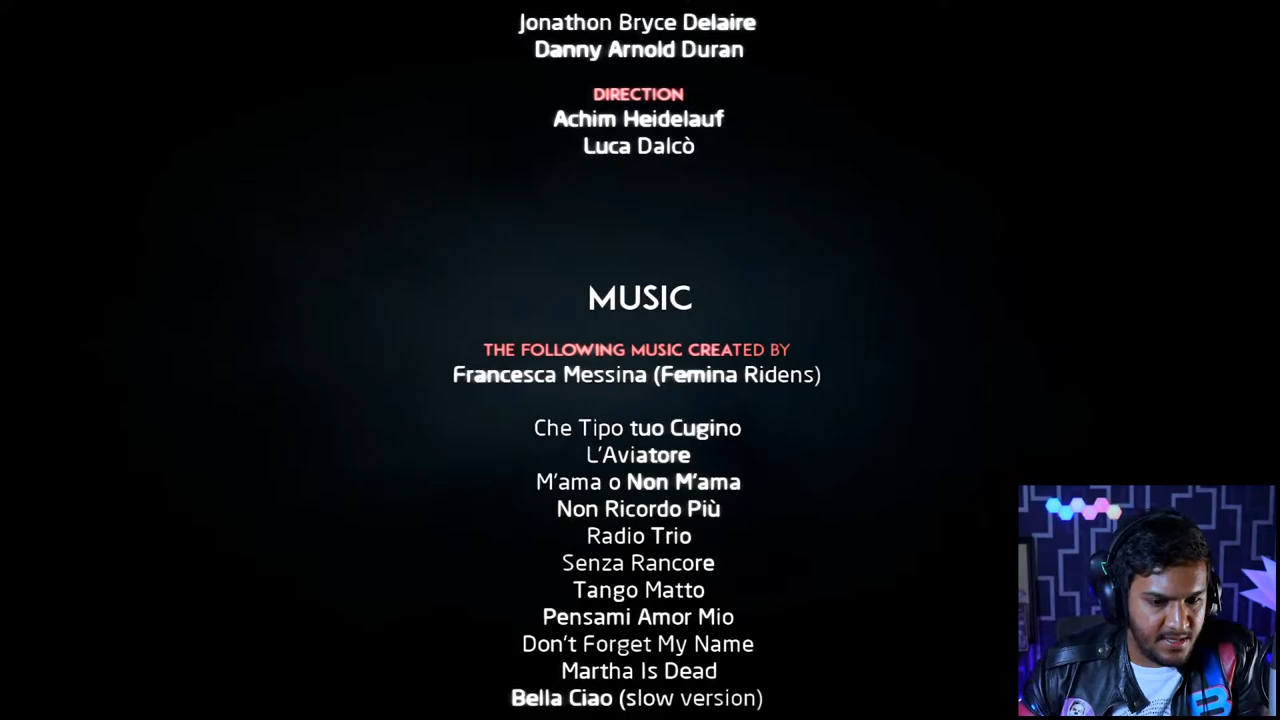 Jonathon Bryce Delaire
Danny Arnold Duran
DIRECTION
Achim Heidelauf
Luca Dalcò
MUSIC
THE FOLLOWING MUSIC CREATED BY
Francesca Messina (Femina Ridens)
Che Tipo tuo Cugino
L'Aviatore
M'ama o Non M'ama
Non Ricordo Più
Radio Trio
Senza Rancore
Tango Matto
Pensami Amor Mio
Don't Forget My Name
Martha Is Dead
Bella Ciao (slow version)